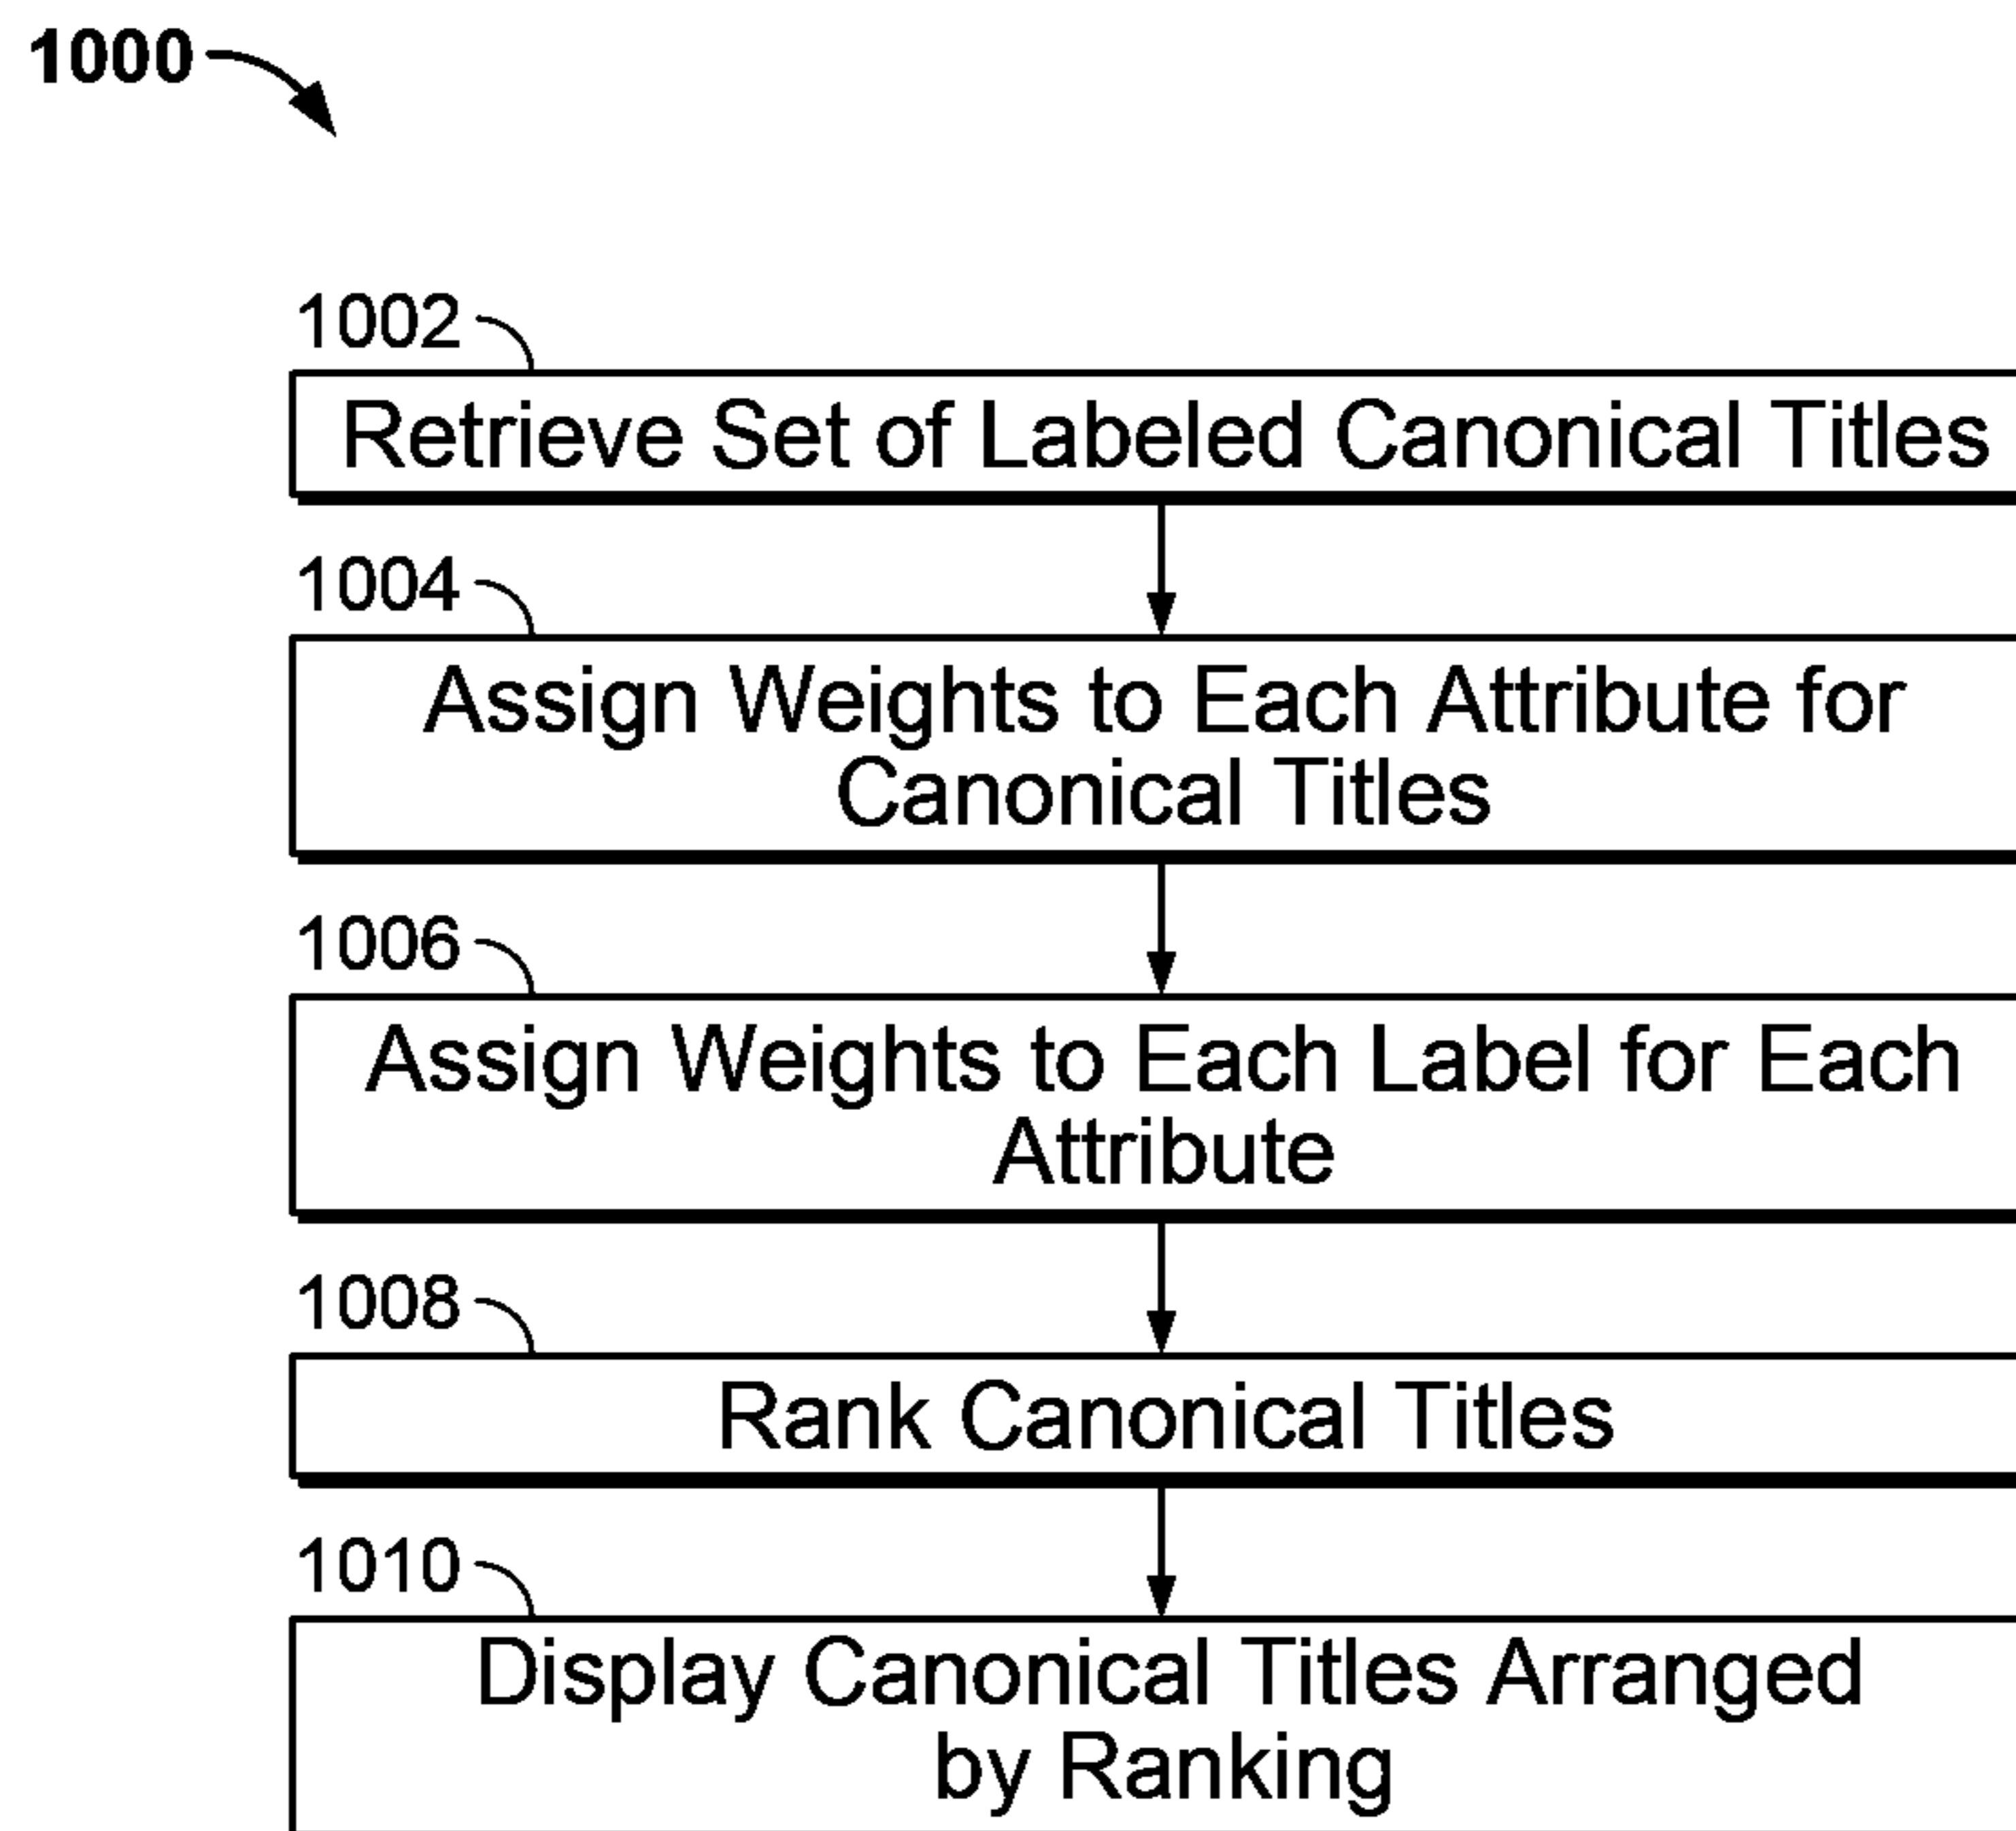 1000
1002
Retrieve Set of Labeled Canonical Titles
1004
Assign Weights to Each Attribute for
Canonical Titles
1006
Assign Weights to Each Label for Each
Attribute
1008
Rank Canonical Titles
1010
Display Canonical Titles Arranged
by Ranking